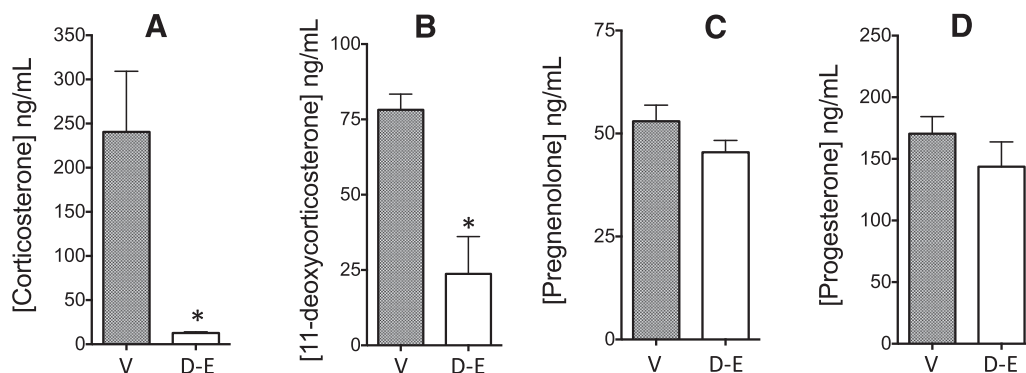 A
[Corticosterone] ng/mL
350
300
250
200
150
100
50
0
*
V D-E
B
[11-deoxycorticosterone] ng/mL
100
75
50
25
0
*
V D-E
C
[Pregnenolone] ng/mL
75
50
25
0
V D-E
D
[Progesterone] ng/mL
250
200
150
100
50
0
V D-E